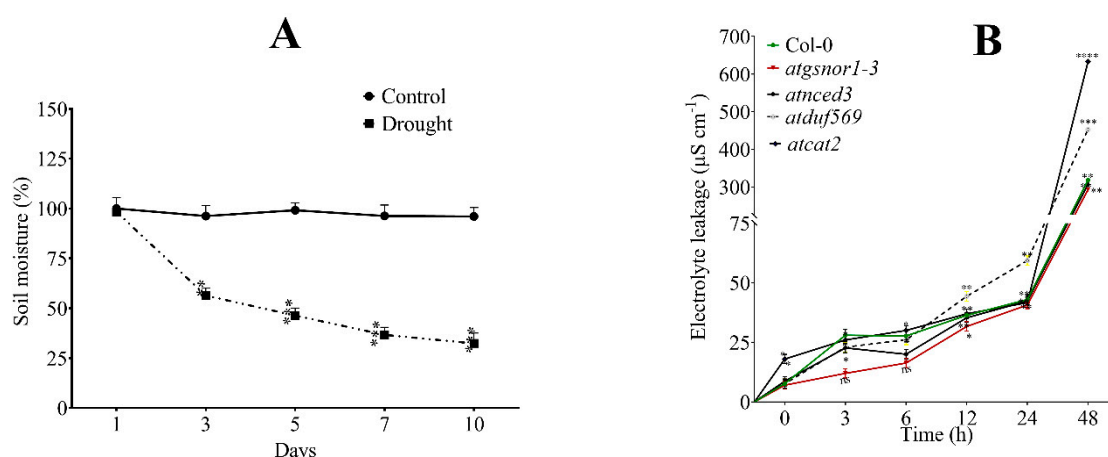 A
Control
Drought
150
125
100
75
50
25
0
Soil moisture (%)
1 3 5 7 10
Days
B
Col-0
atgsnor1-3
atnced3
atduf569
atcat2
700
600
500
400
300
75
50
25
0
Electrolyte leakage (µS cm⁻¹)
0 3 6 12 24 48
Time (h)
***
***
***
***
*
*
*
ns
*
ns
**
**
**
*
**
**
****
***
**
**